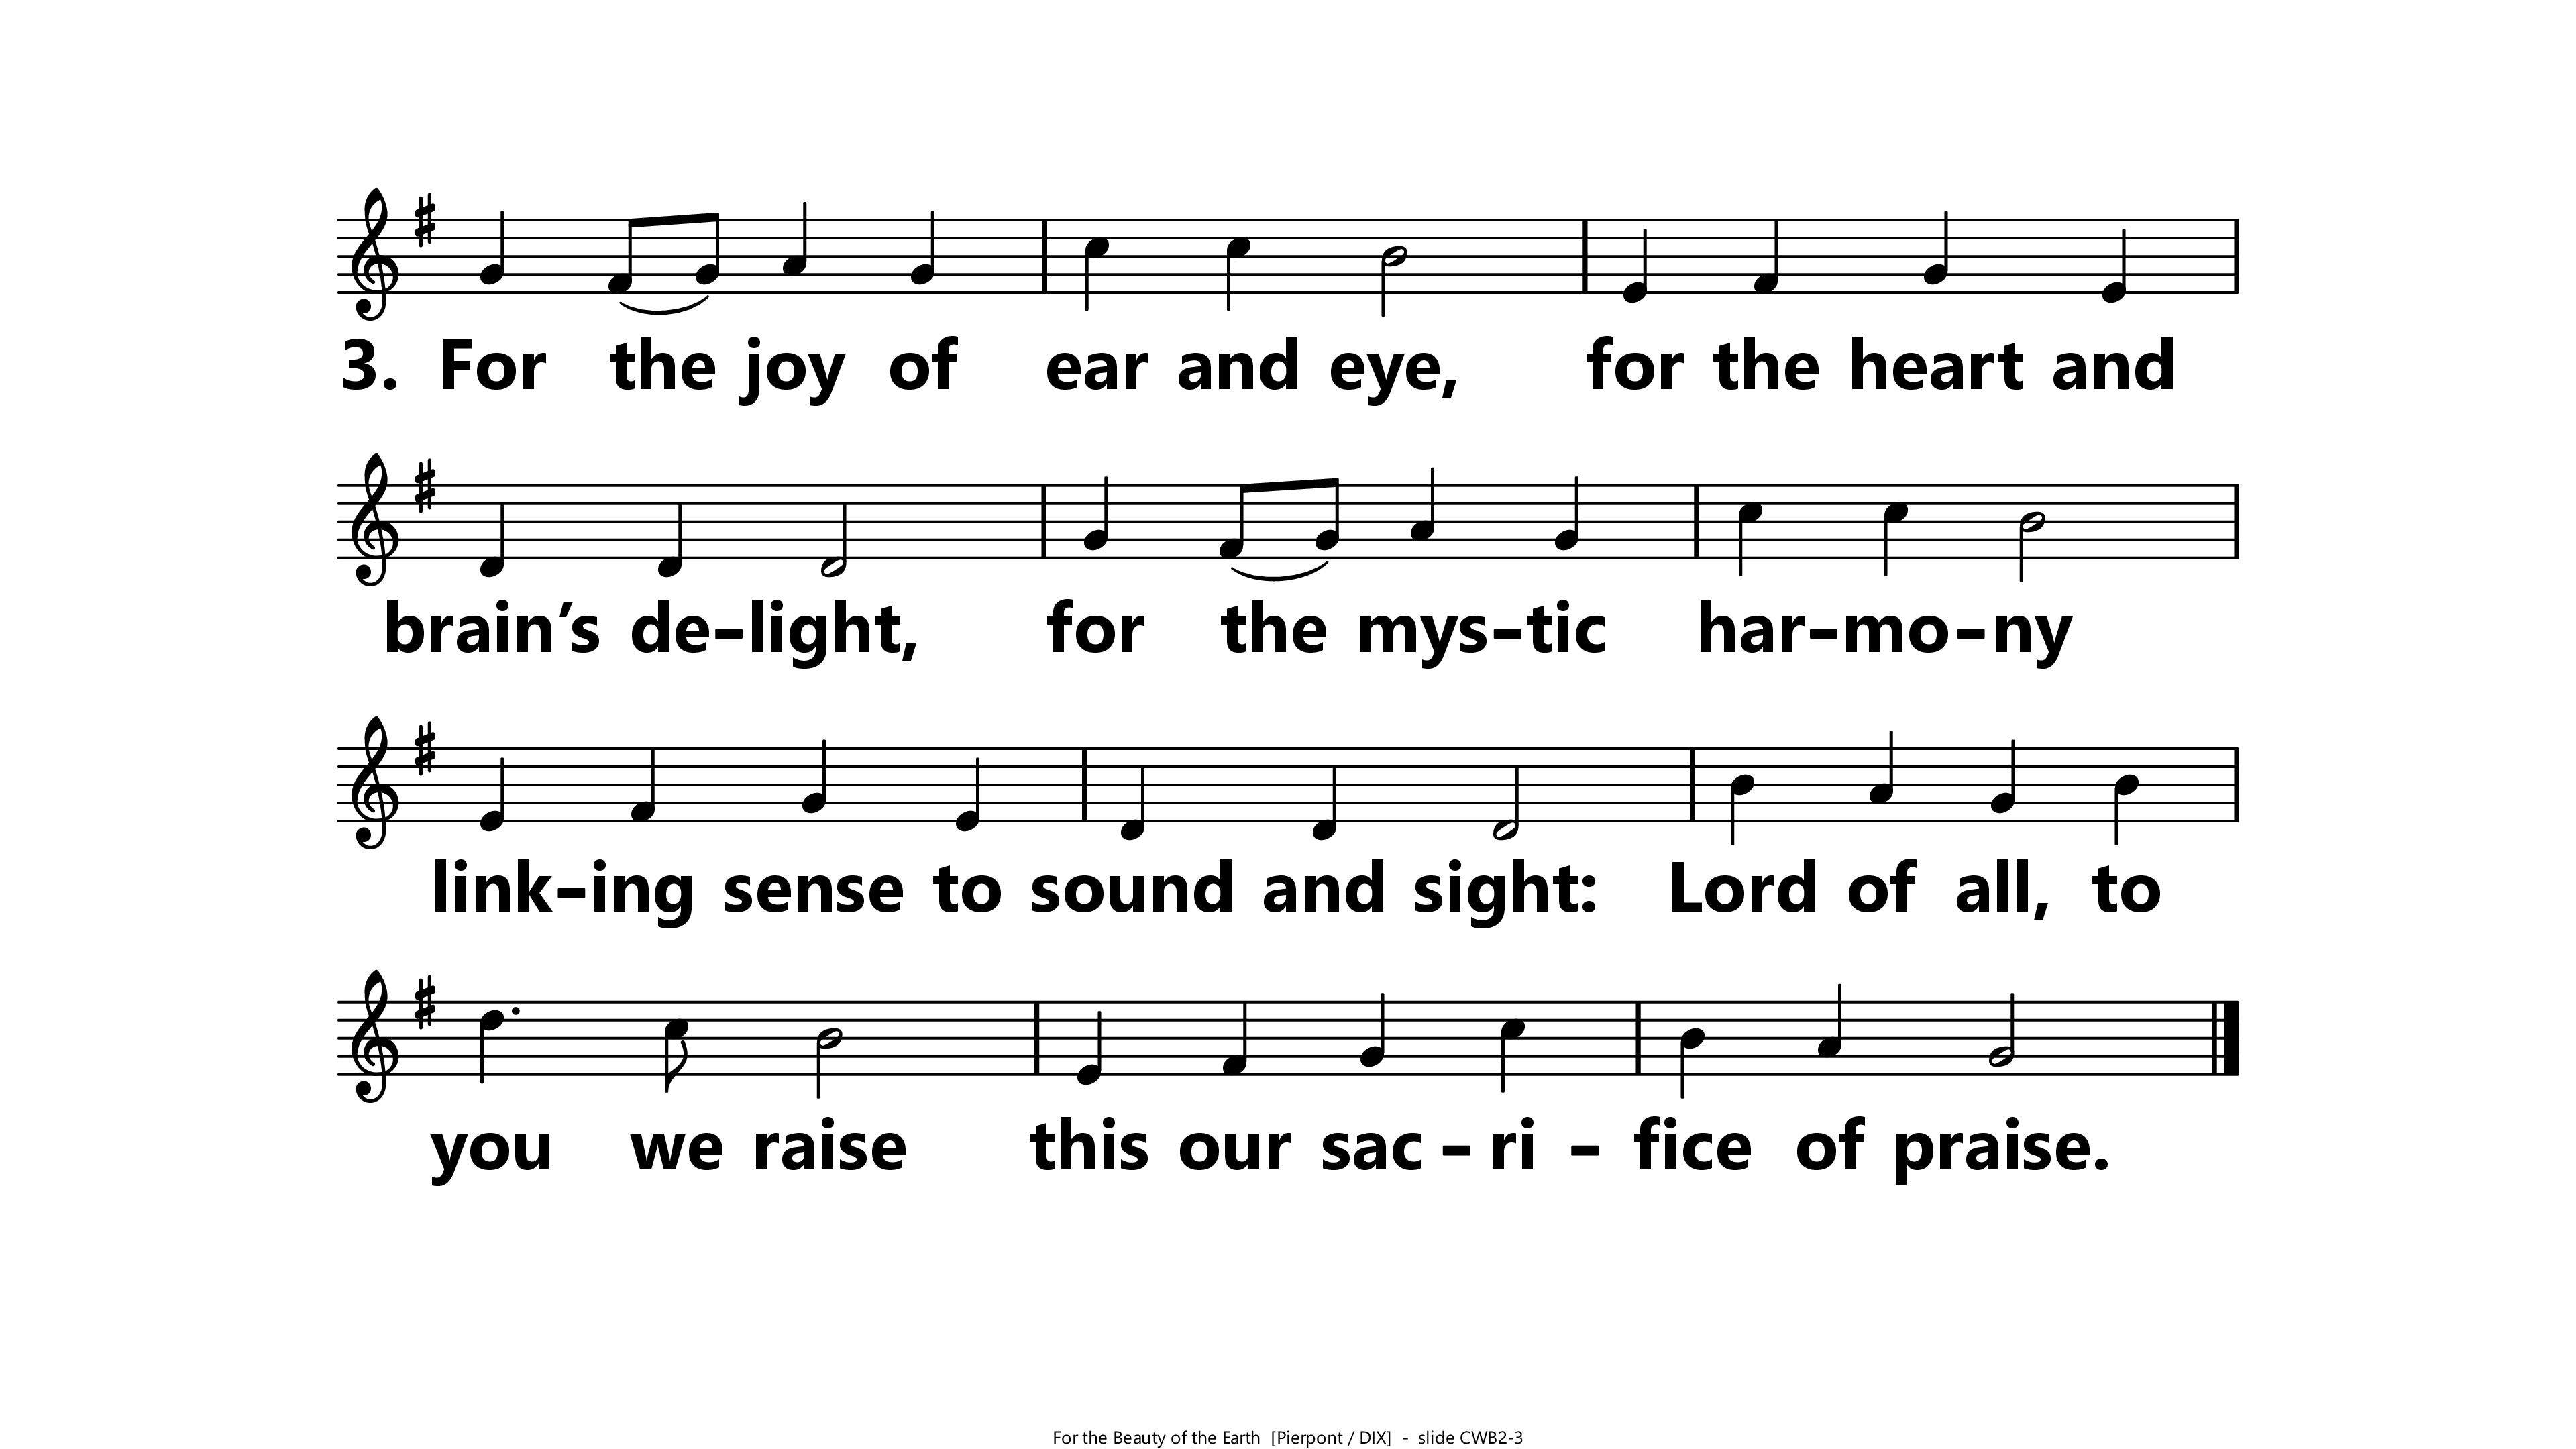 3. For the joy of ear and eye, for the heart and
brain’s de-light, for the mys-tic har-mo-ny
link-ing sense to sound and sight: Lord of all, to
you we raise this our sac - ri - fice of praise.
For the Beauty of the Earth [Pierpont / DIX] - slide CWB2-3